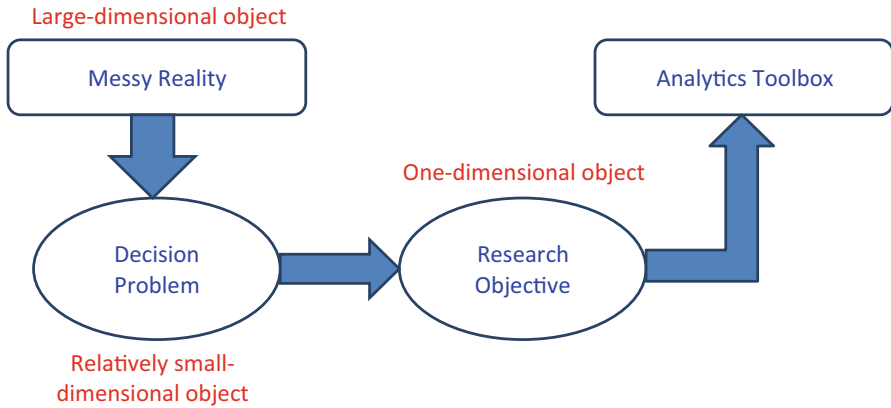 Large-dimensional object
Messy Reality
Analytics Toolbox
One-dimensional object
Decision
Problem
Research
Objective
Relatively small-
dimensional object